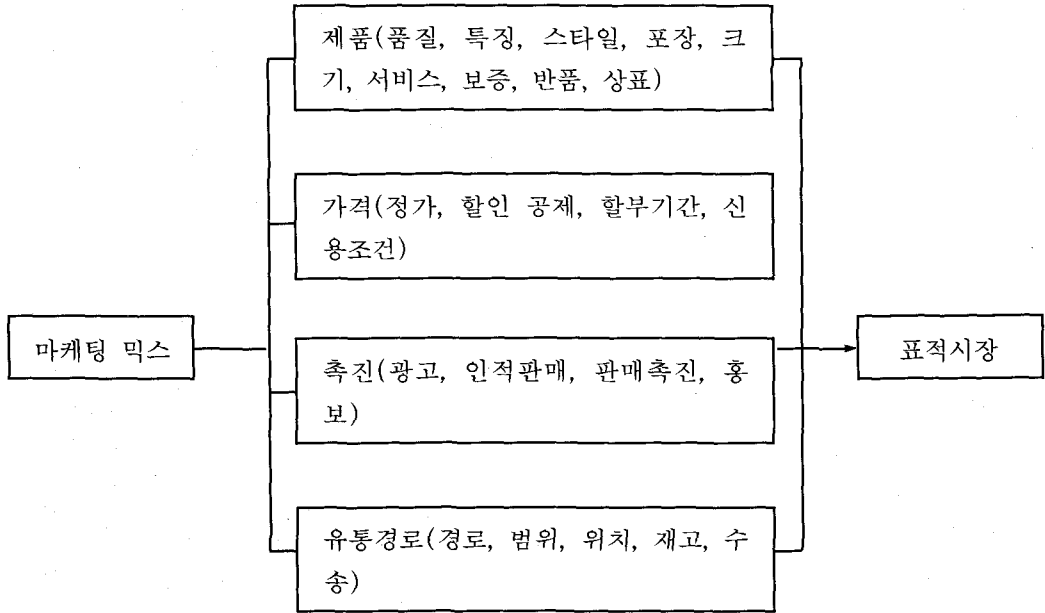 제품(품질, 특징, 스타일, 포장, 크
기, 서비스, 보증, 반품, 상표)
가격(정가, 할인 공제, 할부기간, 신
용조건)
마케팅 믹스
촉진(광고, 인적판매, 판매촉진, 홍
보)
표적시장
유통경로(경로, 범위, 위치, 재고, 수
송)